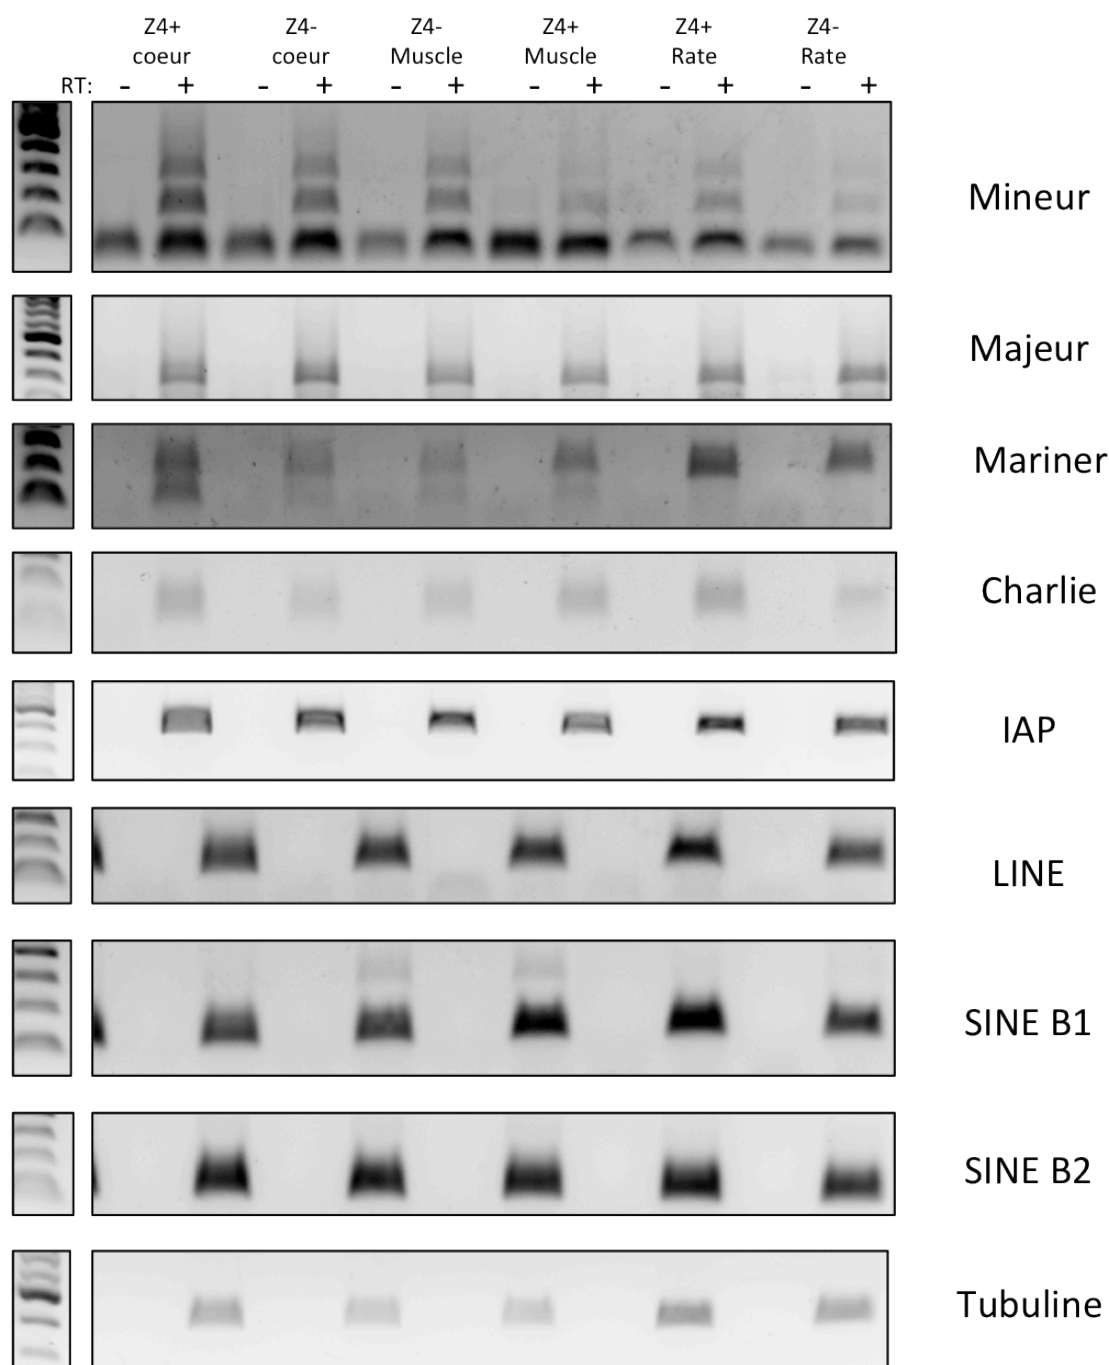 Z4+ Z4- Z4- Z4+ Z4+ Z4-
coeur coeur Muscle Muscle Rate Rate
RT: - + - + - + - + - + - +
Mineur
Majeur
Mariner
Charlie
IAP
LINE
SINE B1
SINE B2
Tubuline